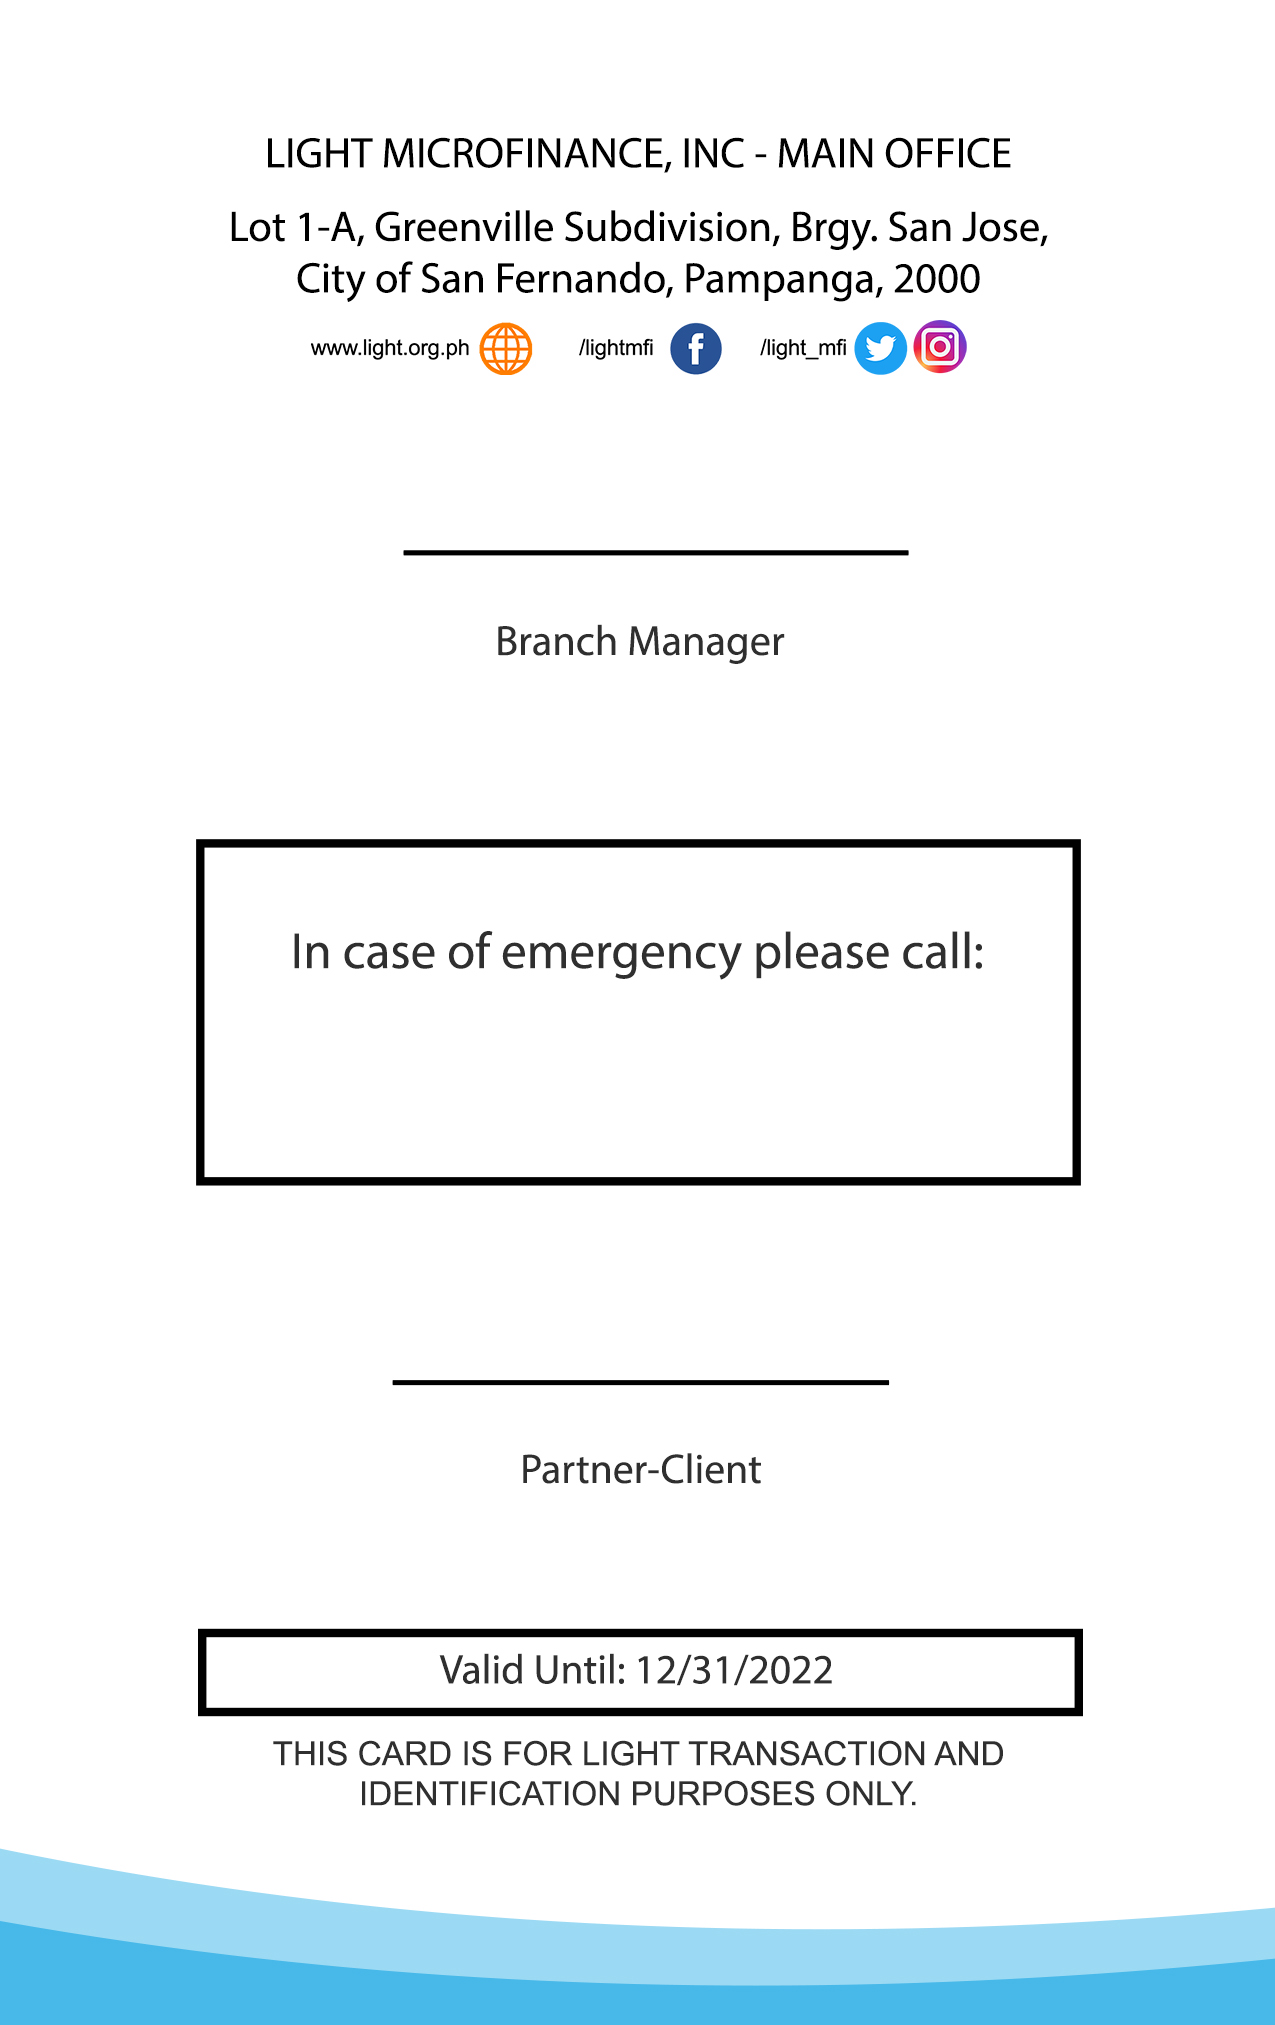 LIGHT MICROFINANCE, INC - MAIN OFFICE
Lot 1-A, Greenville Subdivision, Brgy. San Jose,
City of San Fernando, Pampanga, 2000
www.light.org.ph /lightmfi /light_mfi
Branch Manager
In case of emergency please call:
Partner-Client
Valid Until: 12/31/2022
THIS CARD IS FOR LIGHT TRANSACTION AND
IDENTIFICATION PURPOSES ONLY.